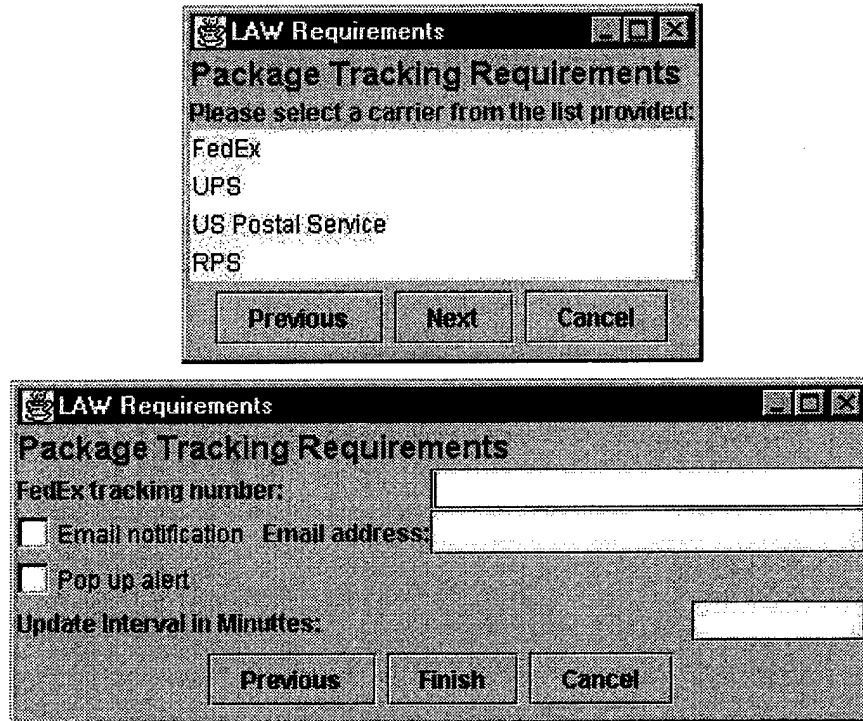 LAW Requirements
Package Tracking Requirements
Please select a carrier from the list provided:
FedEx
UPS
US Postal Service
RPS
Previous Next Cancel
LAW Requirements
Package Tracking Requirements
FedEx tracking number:
Email notification Email address:
Pop up alert
Update Interval in Minuttes:
Previous Finish Cancel